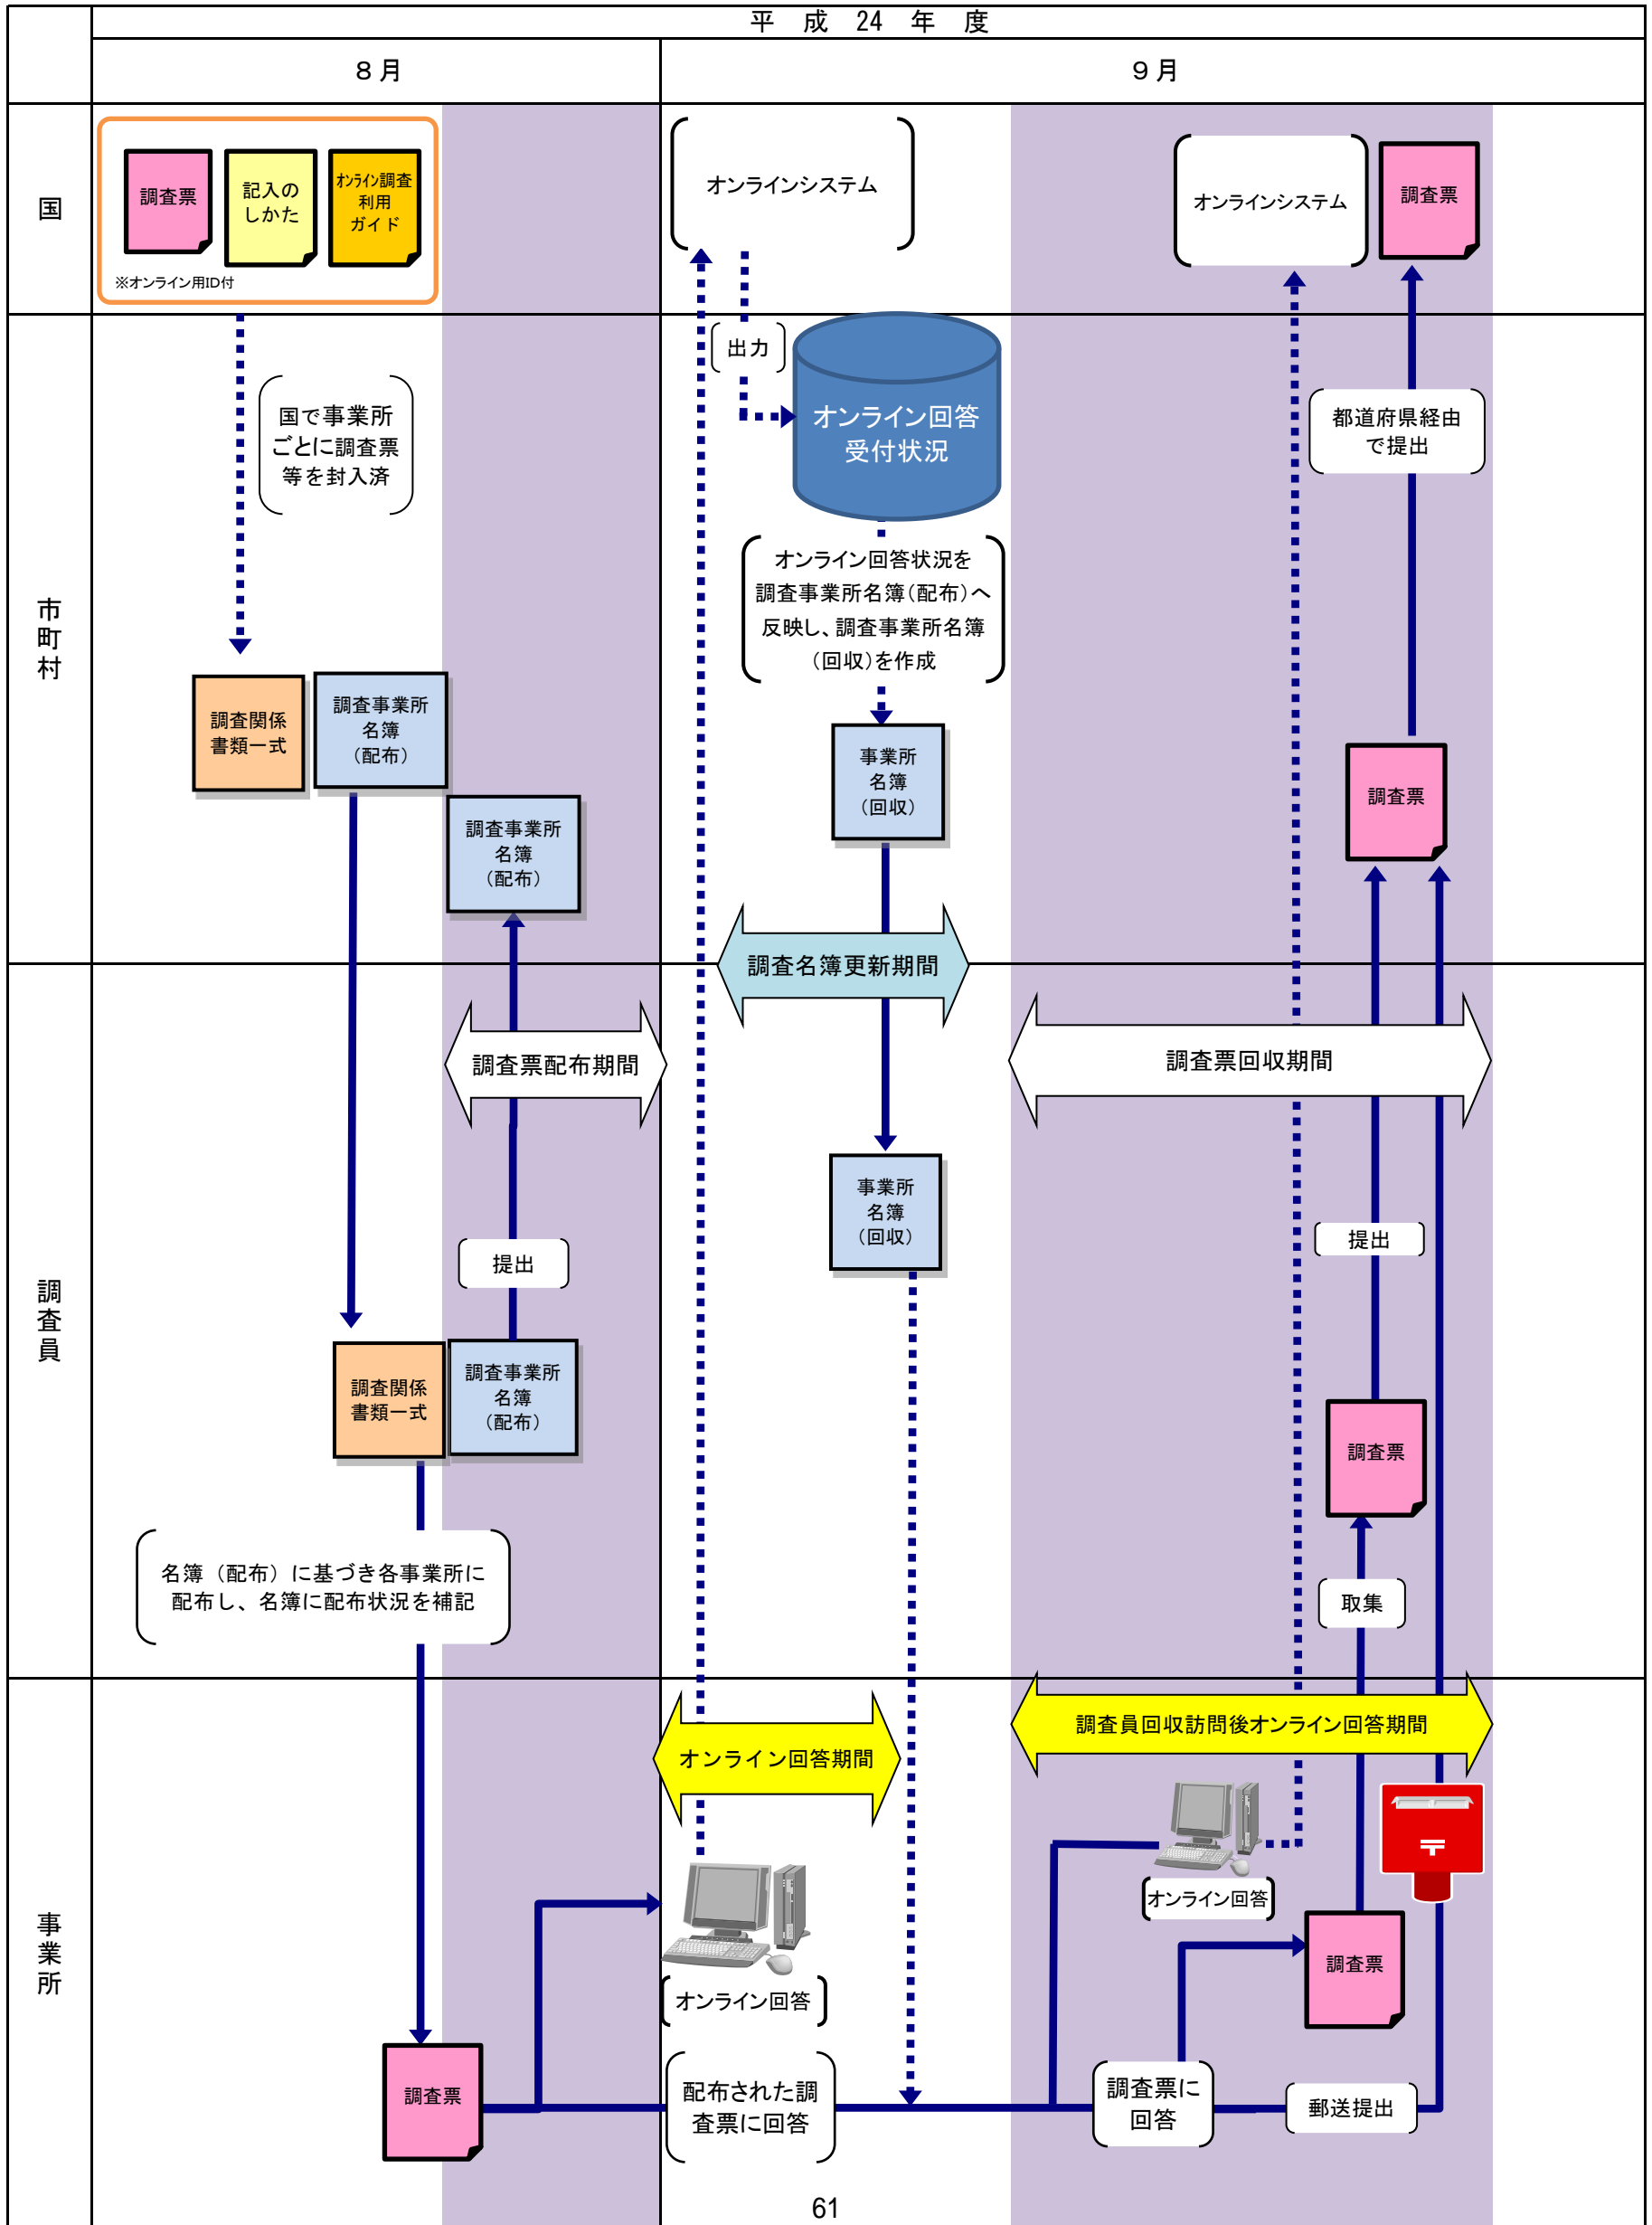 平 成 24 年 度
8月
9月
国
調査票
記入の
しかた
オンライン調査
利用
ガイド
※オンライン用ID付
オンラインシステム
オンラインシステム
調査票
市町村
国で事業所
ごとに調査票
等を封入済
出力
オンライン回答
受付状況
都道府県経由
で提出
オンライン回答状況を
調査事業所名簿(配布)へ
反映し、調査事業所名簿
(回収)を作成
調査関係
書類一式
調査事業所
名簿
(配布)
調査事業所
名簿
(配布)
事業所
名簿
(回収)
調査票
調査名簿更新期間
調査員
調査票配布期間
調査票回収期間
事業所
名簿
(回収)
提出
提出
調査関係
書類一式
調査事業所
名簿
(配布)
調査票
名簿（配布）に基づき各事業所に
配布し、名簿に配布状況を補記
取集
事業所
オンライン回答期間
調査員回収訪問後オンライン回答期間
〒
オンライン回答
オンライン回答
調査票
調査票
配布された調
査票に回答
調査票に
回答
郵送提出
61